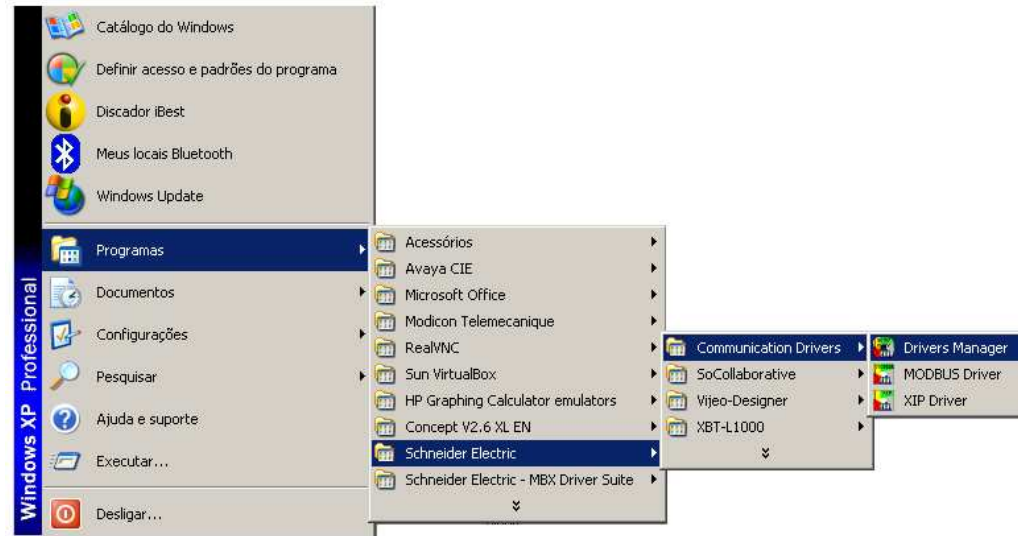 Catálogo do Windows
Definir acesso e padrões do programa
Discador iBest
Meus locais Bluetooth
Windows Update
Programas
Documentos
Configurações
Pesquisar
Ajuda e suporte
Executar...
Desligar...
Windows XP Professional
Acessórios
Avaya CIE
Microsoft Office
Modicon Telemecanique
RealVNC
Sun VirtualBox
HP Graphing Calculator emulators
Concept V2.6 XL EN
Schneider Electric
Schneider Electric - MBX Driver Suite
Communication Drivers
SoCollaborative
Vijeo-Designer
XBT-L1000
Drivers Manager
MODBUS Driver
XIP Driver